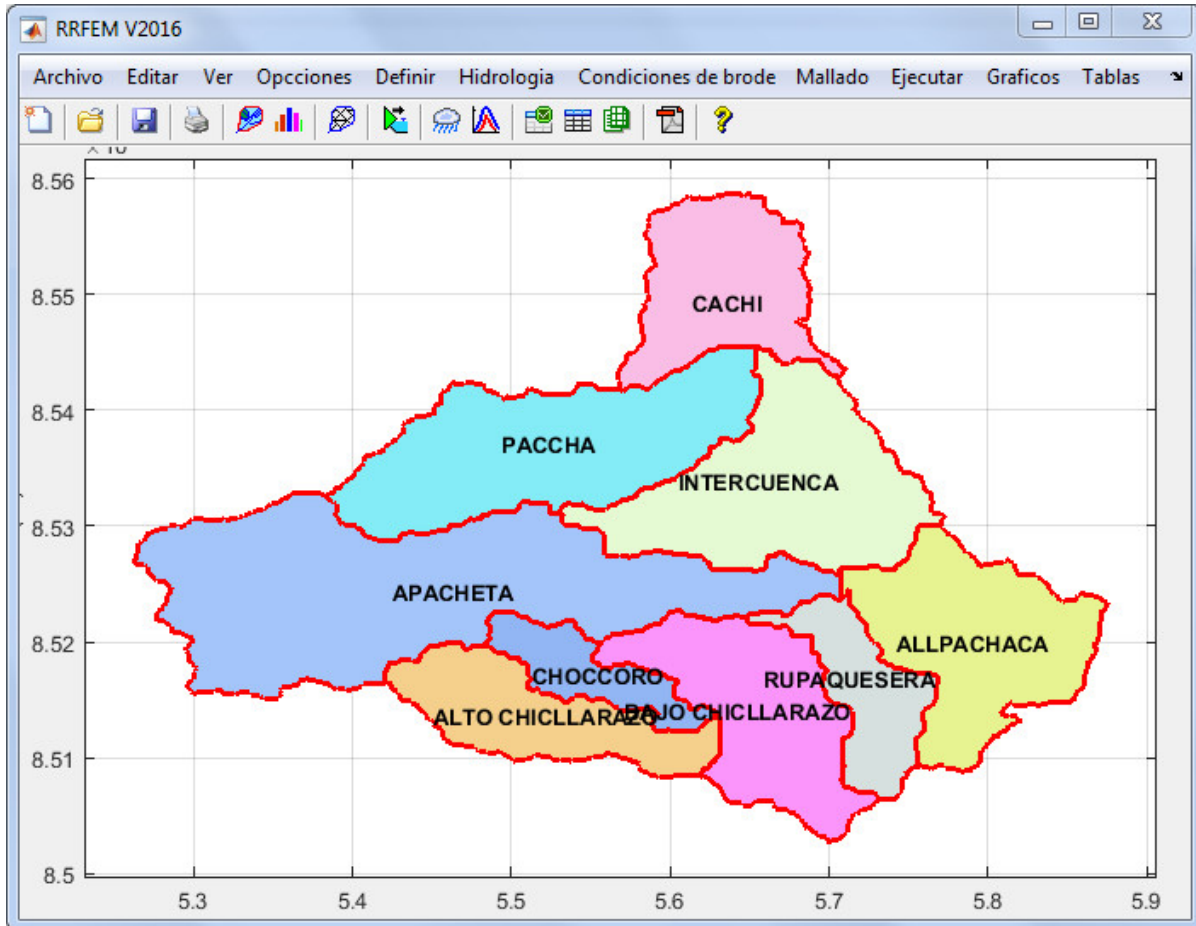 RRFEM V2016
Archivo Editar Ver Opcciones Definir Hidrologia Condiciones de brode Mallado Ejecutar Graficos Tablas
8.56
8.55
8.54
8.53
8.52
8.51
8.5
CACHI
PACCHA
INTERCUENCA
APACHETA
ALLPACHACA
CHOCCORO
RUPAQUESERA
ALTO CHICLLARAZO
BAJO CHICLLARAZO
5.3 5.4 5.5 5.6 5.7 5.8 5.9